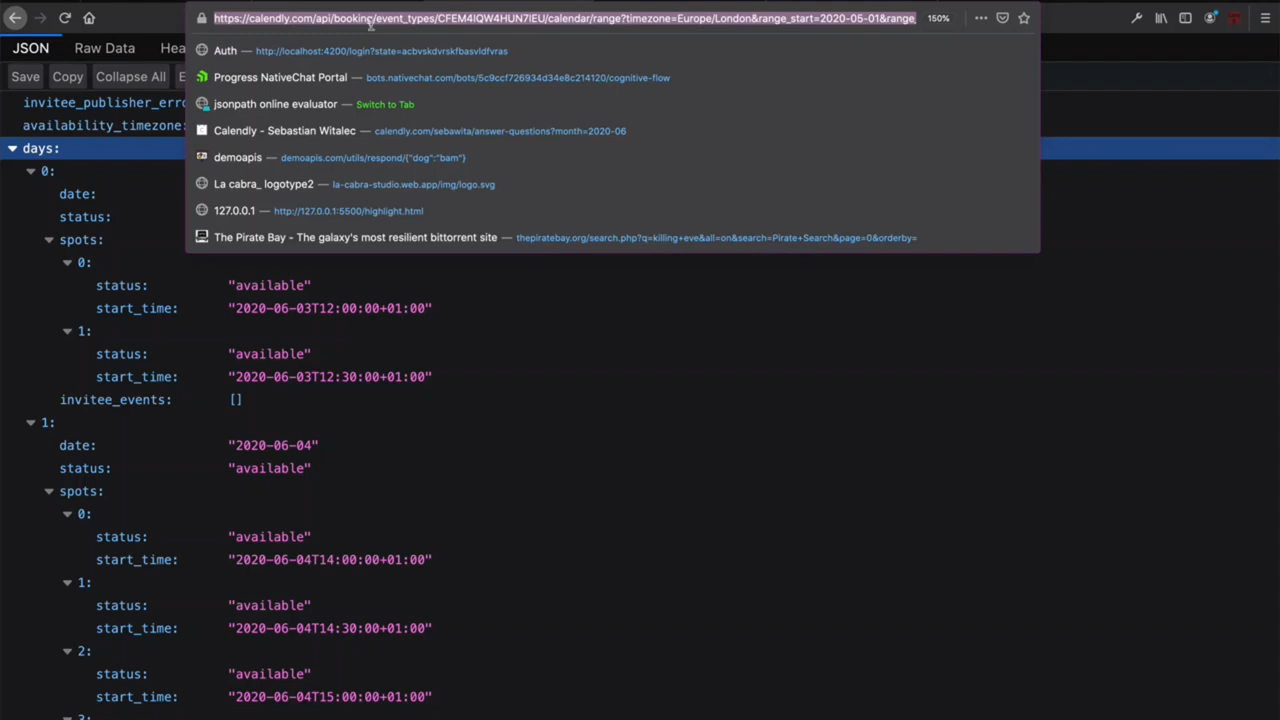 https://calendly.com/api/booking/event_types/CFEM4IQW4HUN7IEU/calendar/range?timezone=Europe/London&range_start=2020-05-01&range_
150%
JSON
Raw Data
Hea
Auth — http://localhost:4200/login?state=acbvskdvrskfbasvldfvras
Save
Copy
Collapse All
E
Progress NativeChat Portal — bots.nativechat.com/bots/5c9ccf726934d34e8c214120/cognitive-flow
invitee_publisher_erro
jsonpath online evaluator — Switch to Tab
availability_timezone:
Calendly - Sebastian Witalec — calendly.com/sebawita/answer-questions?month=2020-06
days:
demoapis — demoapis.com/utils/respond/{"dog":"bam"}
0:
La cabra_ logotype2 — la-cabra-studio.web.app/img/logo.svg
date:
127.0.0.1 — http://127.0.0.1:5500/highlight.html
status:
The Pirate Bay - The galaxy's most resilient bittorrent site — thepiratebay.org/search.php?q=killing+eve&all=on&search=Pirate+Search&page=0&orderby=
spots:
0:
status: "available"
start_time: "2020-06-03T12:00:00+01:00"
1:
status: "available"
start_time: "2020-06-03T12:30:00+01:00"
invitee_events: []
1:
date: "2020-06-04"
status: "available"
spots:
0:
status: "available"
start_time: "2020-06-04T14:00:00+01:00"
1:
status: "available"
start_time: "2020-06-04T14:30:00+01:00"
2:
status: "available"
start_time: "2020-06-04T15:00:00+01:00"
3: